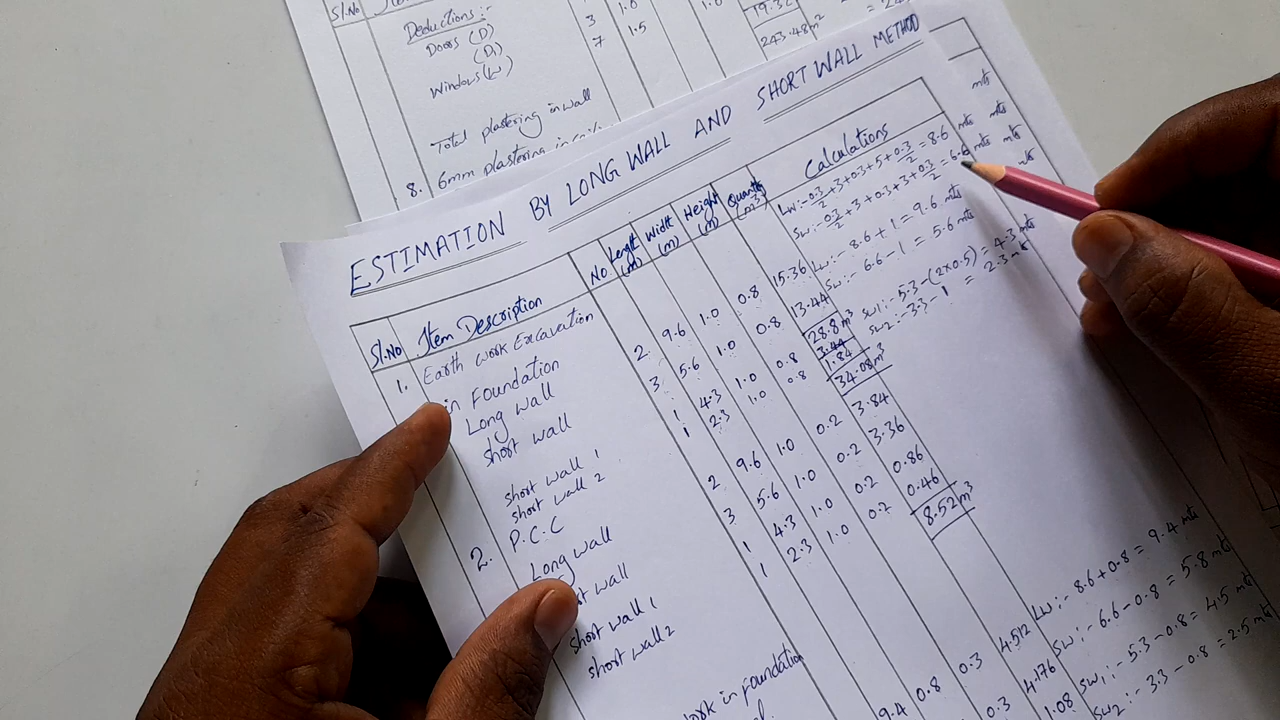 Sl.No
Deductions:-
Doors (D) 3 1.0 1.0 19.32
(D1) 7 1.5 243.48m²
Windows (W)
Total plastering in wall
8. 6mm plastering in
ESTIMATION BY LONG WALL AND SHORT WALL METHOD
Sl.No Item Description No Length (m) Width (m) Height (m) Quantity (m³) Calculations
1. Earth work Excavation in Foundation
Long wall 2 9.6 1.0 0.8 15.36
short wall 3 5.6 1.0 0.8 13.44
28.8m³
short wall 1 1 4.3 1.0 0.8 3.44
short wall 2 1 2.3 1.0 0.8 1.84
34.08m³
LW:- 0.3/2+3+0.3+5+0.3/2 = 8.6 mts
SW:- 0.3/2+3+0.3+3+0.3/2 = 6.6 mts
LW:- 8.6+1 = 9.6 mts
SW:- 6.6-1 = 5.6 mts
SW1:- 5.3-(2x0.5) = 4.3 mts
SW2:- 3.3-1 = 2.3 mts
2. P.C.C
Long wall 2 9.6 1.0 0.2 3.84
wall 3 5.6 1.0 0.2 3.36
short wall 1 1 4.3 1.0 0.2 0.86
short wall 2 1 2.3 1.0 0.2 0.46
8.52m³
work in foundation
9.4 0.8 0.3 4.512 LW:- 8.6+0.8 = 9.4 mts
0.3 4.176 SW:- 6.6-0.8 = 5.8 mts
1.08 SW1:- 5.3-0.8 = 4.5 mts
SW2:- 3.3-0.8 = 2.5 mts